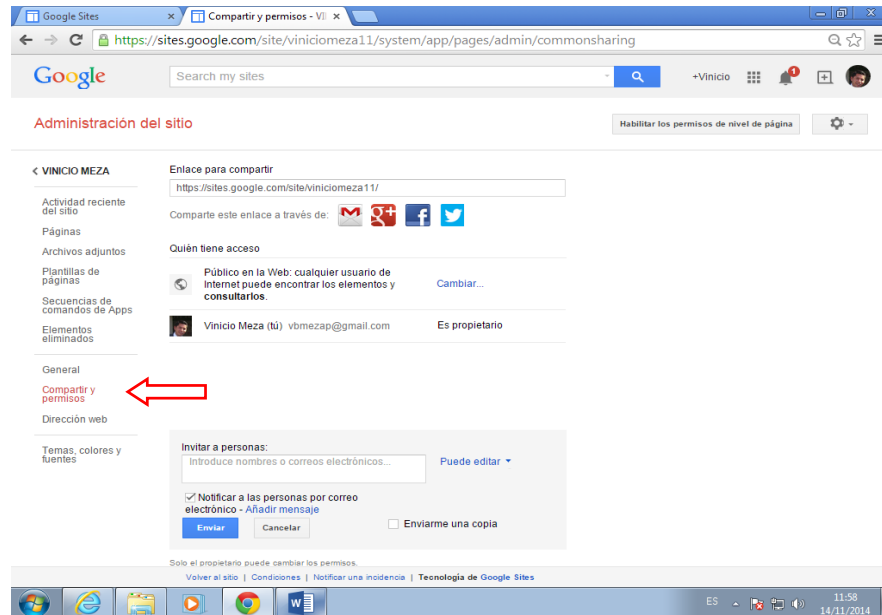 Google Sites
Compartir y permisos - VI
https://sites.google.com/site/viniciomeza11/system/app/pages/admin/commonsharing
Google
Search my sites
+Vinicio
1
Administración del sitio
Habilitar los permisos de nivel de página
VINICIO MEZA
Actividad reciente
del sitio
Páginas
Archivos adjuntos
Plantillas de
páginas
Secuencias de
comandos de Apps
Elementos
eliminados
General
Compartir y
permisos
Dirección web
Temas, colores y
fuentes
Enlace para compartir
https://sites.google.com/site/viniciomeza11/
Comparte este enlace a través de:
Quién tiene acceso
Público en la Web: cualquier usuario de
Internet puede encontrar los elementos y
consultarlos.
Cambiar...
Vinicio Meza (tú) vbmezap@gmail.com
Es propietario
Invitar a personas:
Introduce nombres o correos electrónicos...
Puede editar
Notificar a las personas por correo
electrónico - Añadir mensaje
Enviar
Cancelar
Enviarme una copia
Solo el propietario puede cambiar los permisos.
Volver al sitio | Condiciones | Notificar una incidencia | Tecnología de Google Sites
ES
11:58
14/11/2014